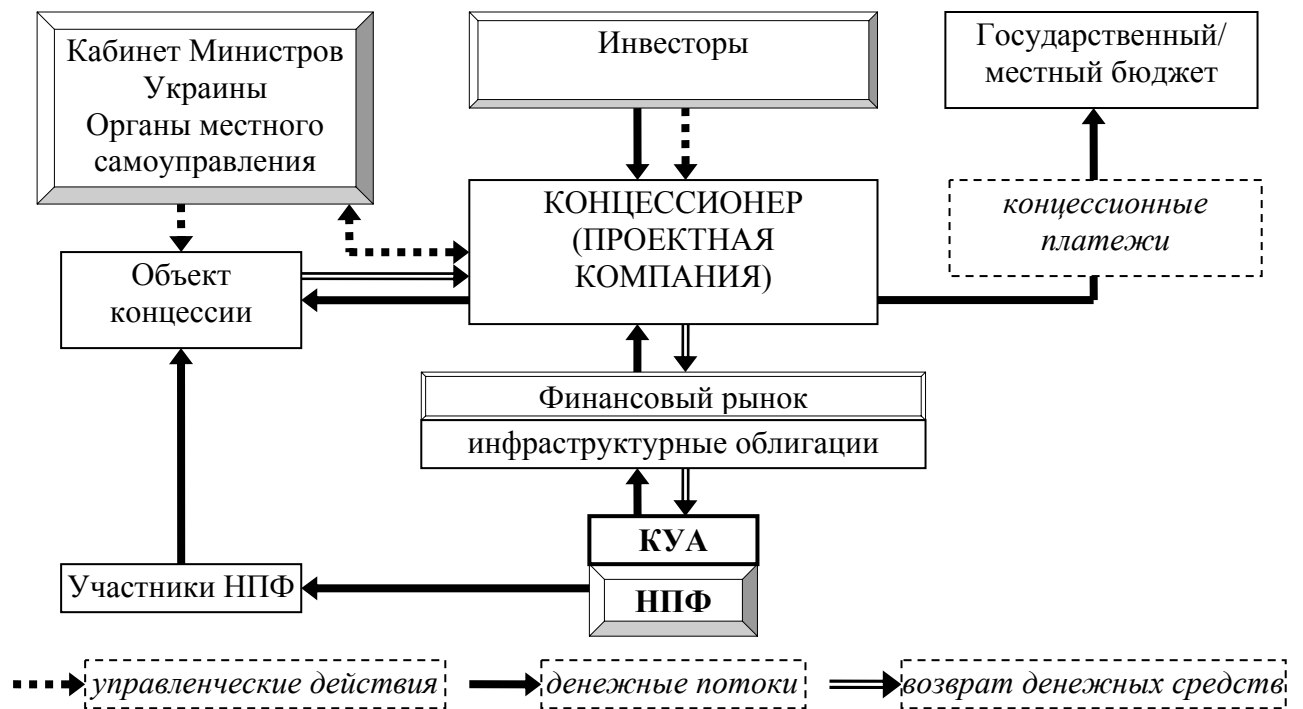 Кабинет Министров
Украины
Органы местного
самоуправления
Инвесторы
Государственный/
местный бюджет
КОНЦЕССИОНЕР
(ПРОЕКТНАЯ
КОМПАНИЯ)
концессионные
платежи
Объект
концессии
Финансовый рынок
инфраструктурные облигации
КУА
НПФ
Участники НПФ
управленческие действия
денежные потоки
возврат денежных средств